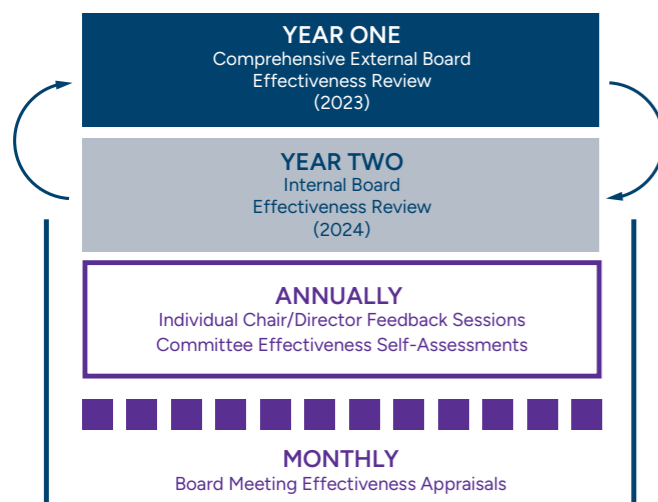 YEAR ONE
Comprehensive External Board
Effectiveness Review
(2023)
YEAR TWO
Internal Board
Effectiveness Review
(2024)
ANNUALLY
Individual Chair/Director Feedback Sessions
Committee Effectiveness Self-Assessments
MONTHLY
Board Meeting Effectiveness Appraisals